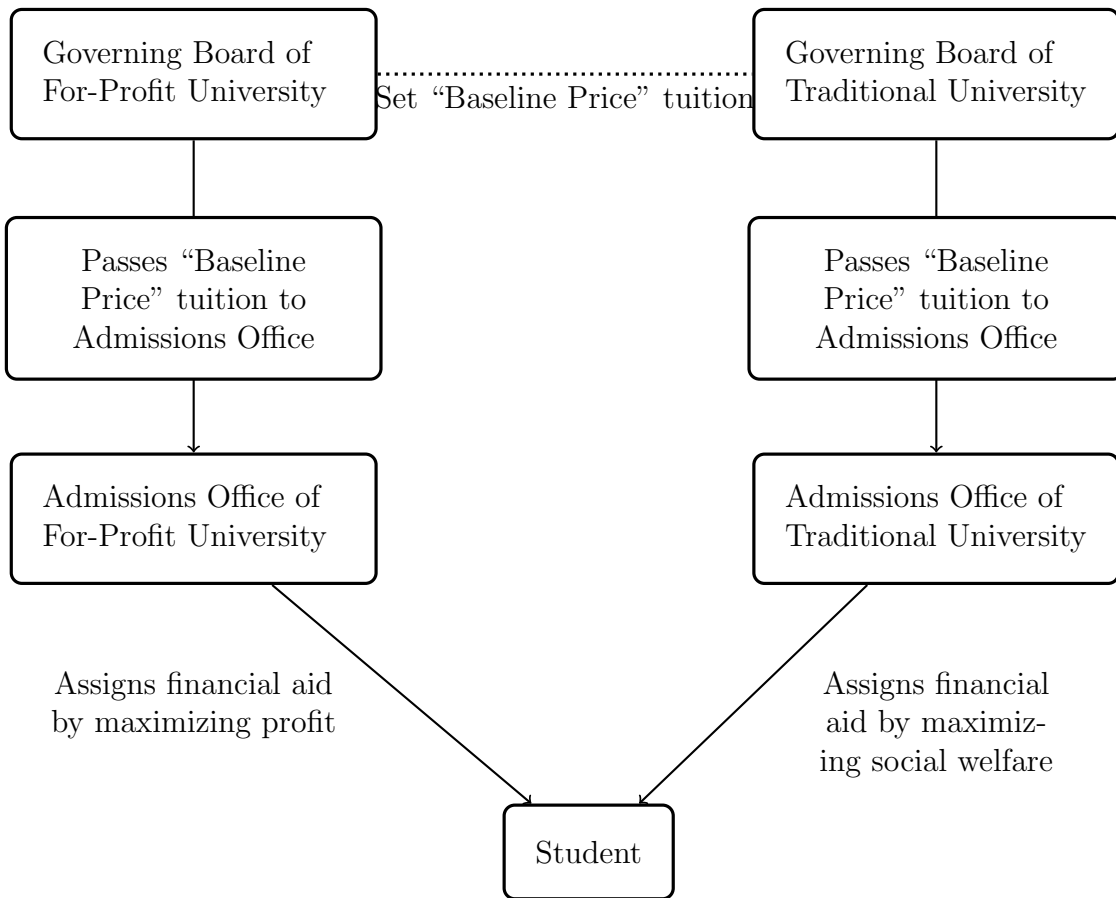 Governing Board of
For-Profit University
Set “Baseline Price” tuition
Governing Board of
Traditional University
Passes “Baseline
Price” tuition to
Admissions Office
Passes “Baseline
Price” tuition to
Admissions Office
Admissions Office of
For-Profit University
Admissions Office of
Traditional University
Assigns financial aid
by maximizing profit
Assigns financial
aid by maximiz-
ing social welfare
Student